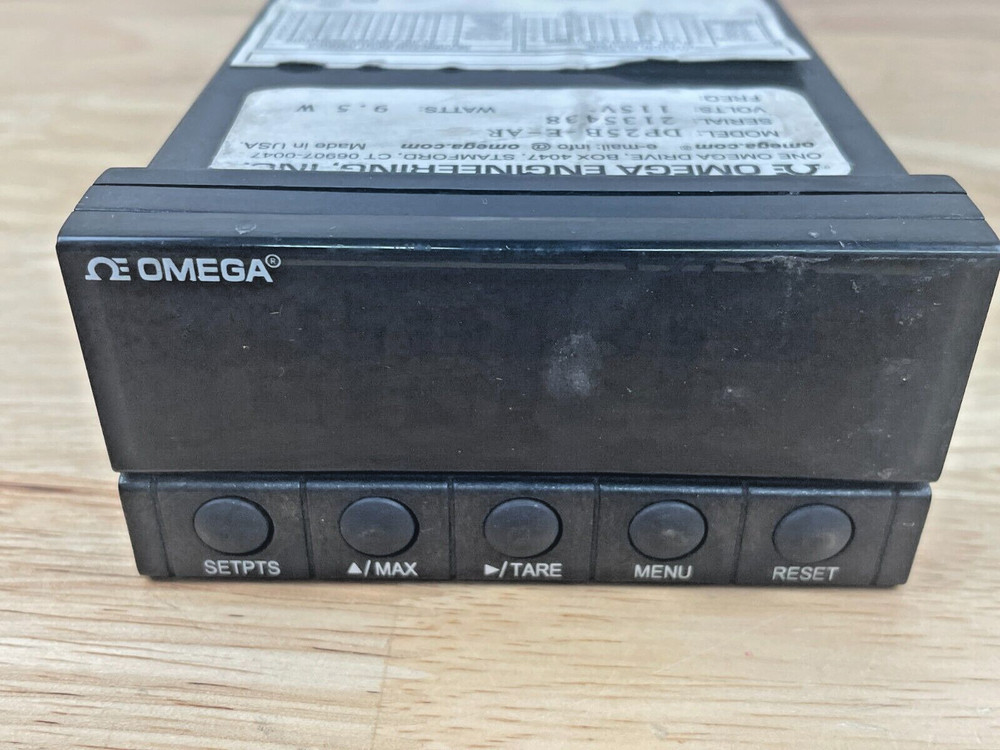 ΩE OMEGA®
SETPTS
▲/MAX
►/TARE
MENU
RESET
ΩE OMEGA ENGINEERING, INC.
ONE OMEGA DRIVE, BOX 4047, STAMFORD, CT 06907-0047
omega.com® e-mail: info@omega.com Made in USA
MODEL: DP25B-E-AR
SERIAL: 2135438
VOLTS: 115V~ WATTS: 9.5 W
FREQ: